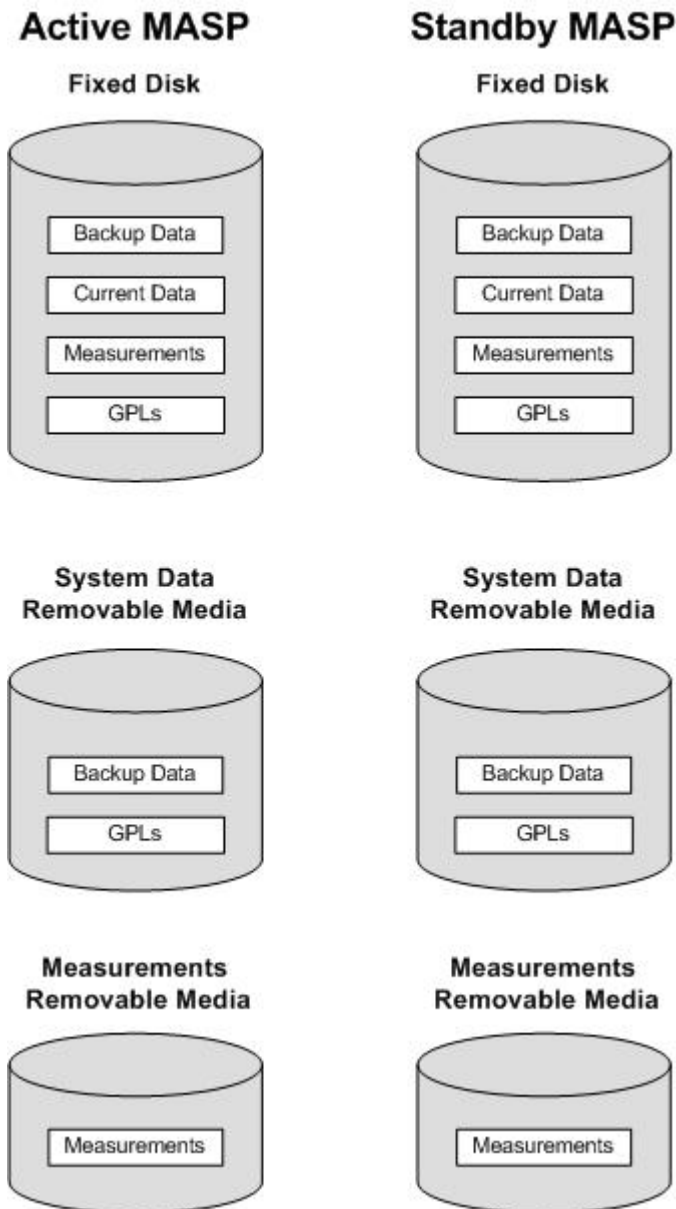 Active MASP
Standby MASP
Fixed Disk
Fixed Disk
Backup Data
Backup Data
Current Data
Current Data
Measurements
Measurements
GPLs
GPLs
System Data
Removable Media
System Data
Removable Media
Backup Data
Backup Data
GPLs
GPLs
Measurements
Removable Media
Measurements
Removable Media
Measurements
Measurements